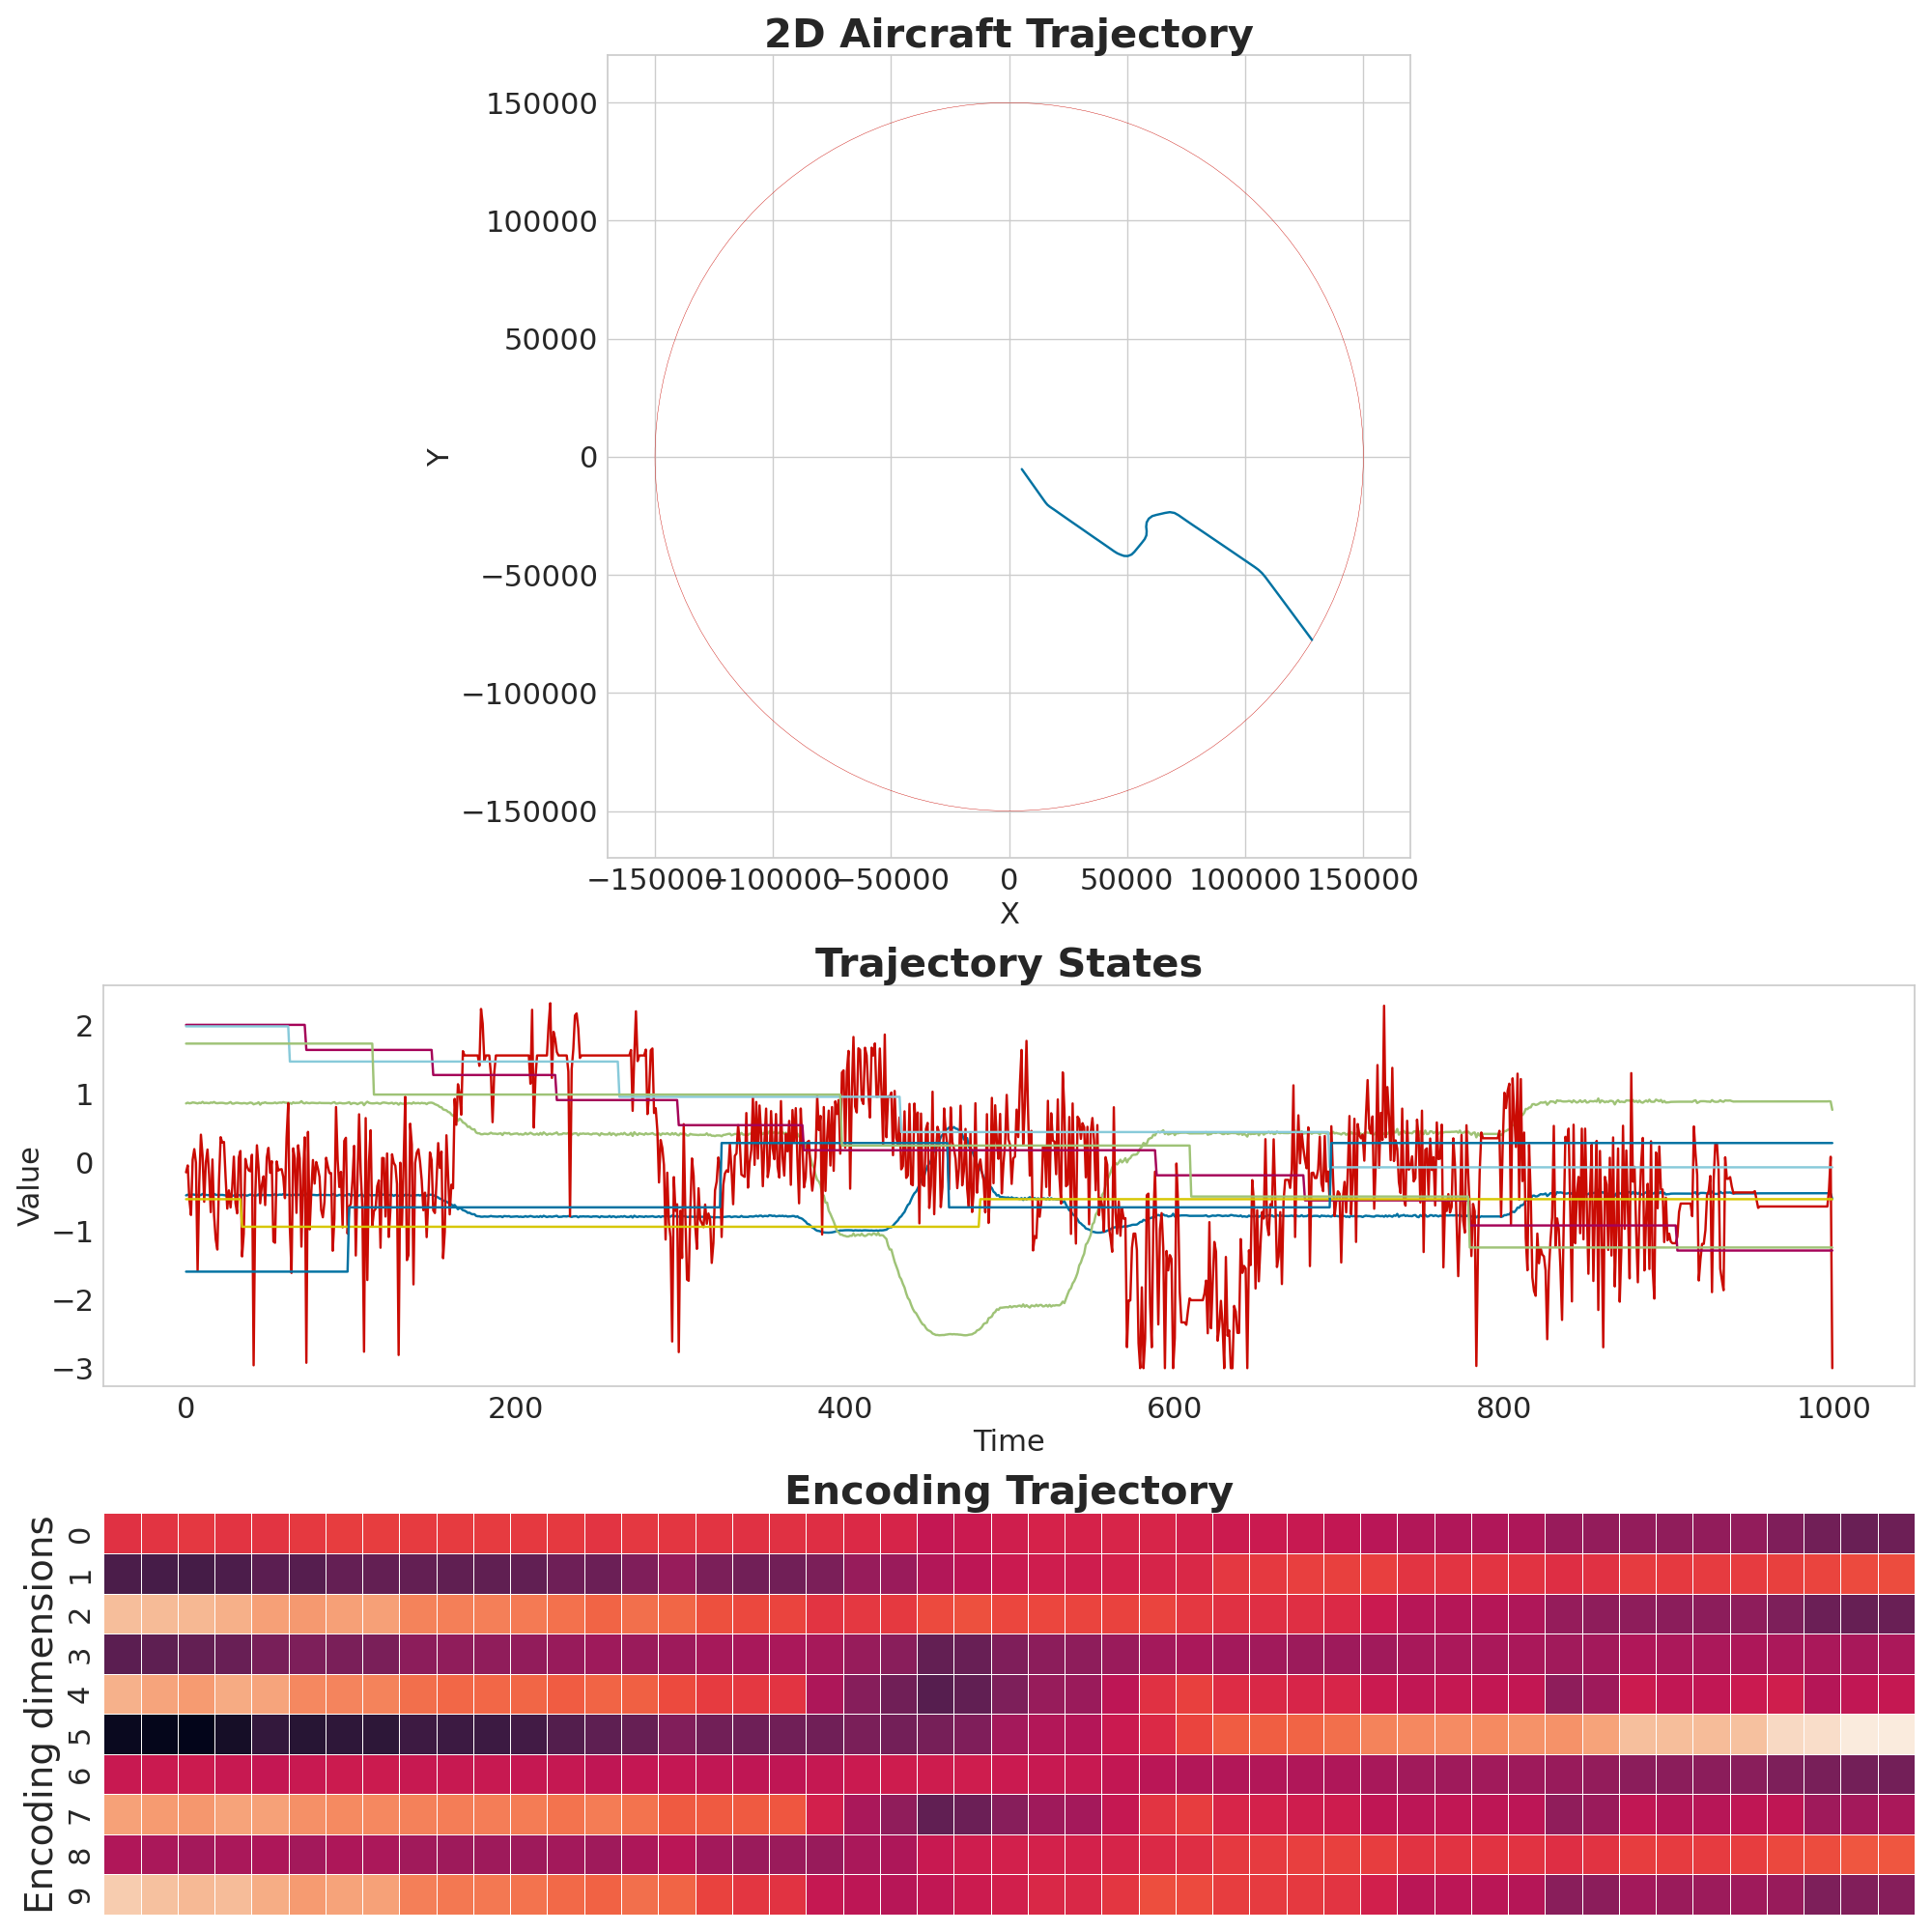 2D Aircraft Trajectory
150000
100000
50000
0
−50000
−100000
−150000
Y
−150000 −100000 −50000 0 50000 100000 150000
X
Trajectory States
2
1
0
−1
−2
−3
Value
0 200 400 600 800 1000
Time
Encoding Trajectory
0
1
2
3
4
5
6
7
8
9
Encoding dimensions